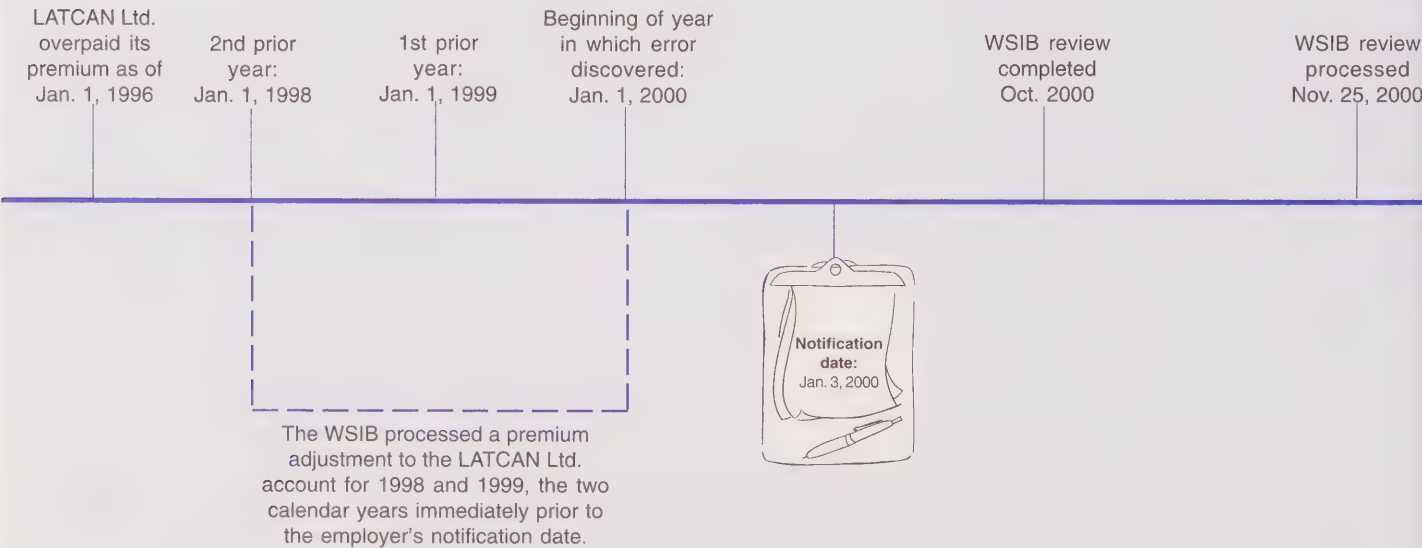 LATCAN Ltd.
overpaid its
premium as of
Jan. 1, 1996
2nd prior
year:
Jan. 1, 1998
1st prior
year:
Jan. 1, 1999
Beginning of year
in which error
discovered:
Jan. 1, 2000
WSIB review
completed
Oct. 2000
WSIB review
processed
Nov. 25, 2000
Notification
date:
Jan. 3, 2000
The WSIB processed a premium
adjustment to the LATCAN Ltd.
account for 1998 and 1999, the two
calendar years immediately prior to
the employer's notification date.